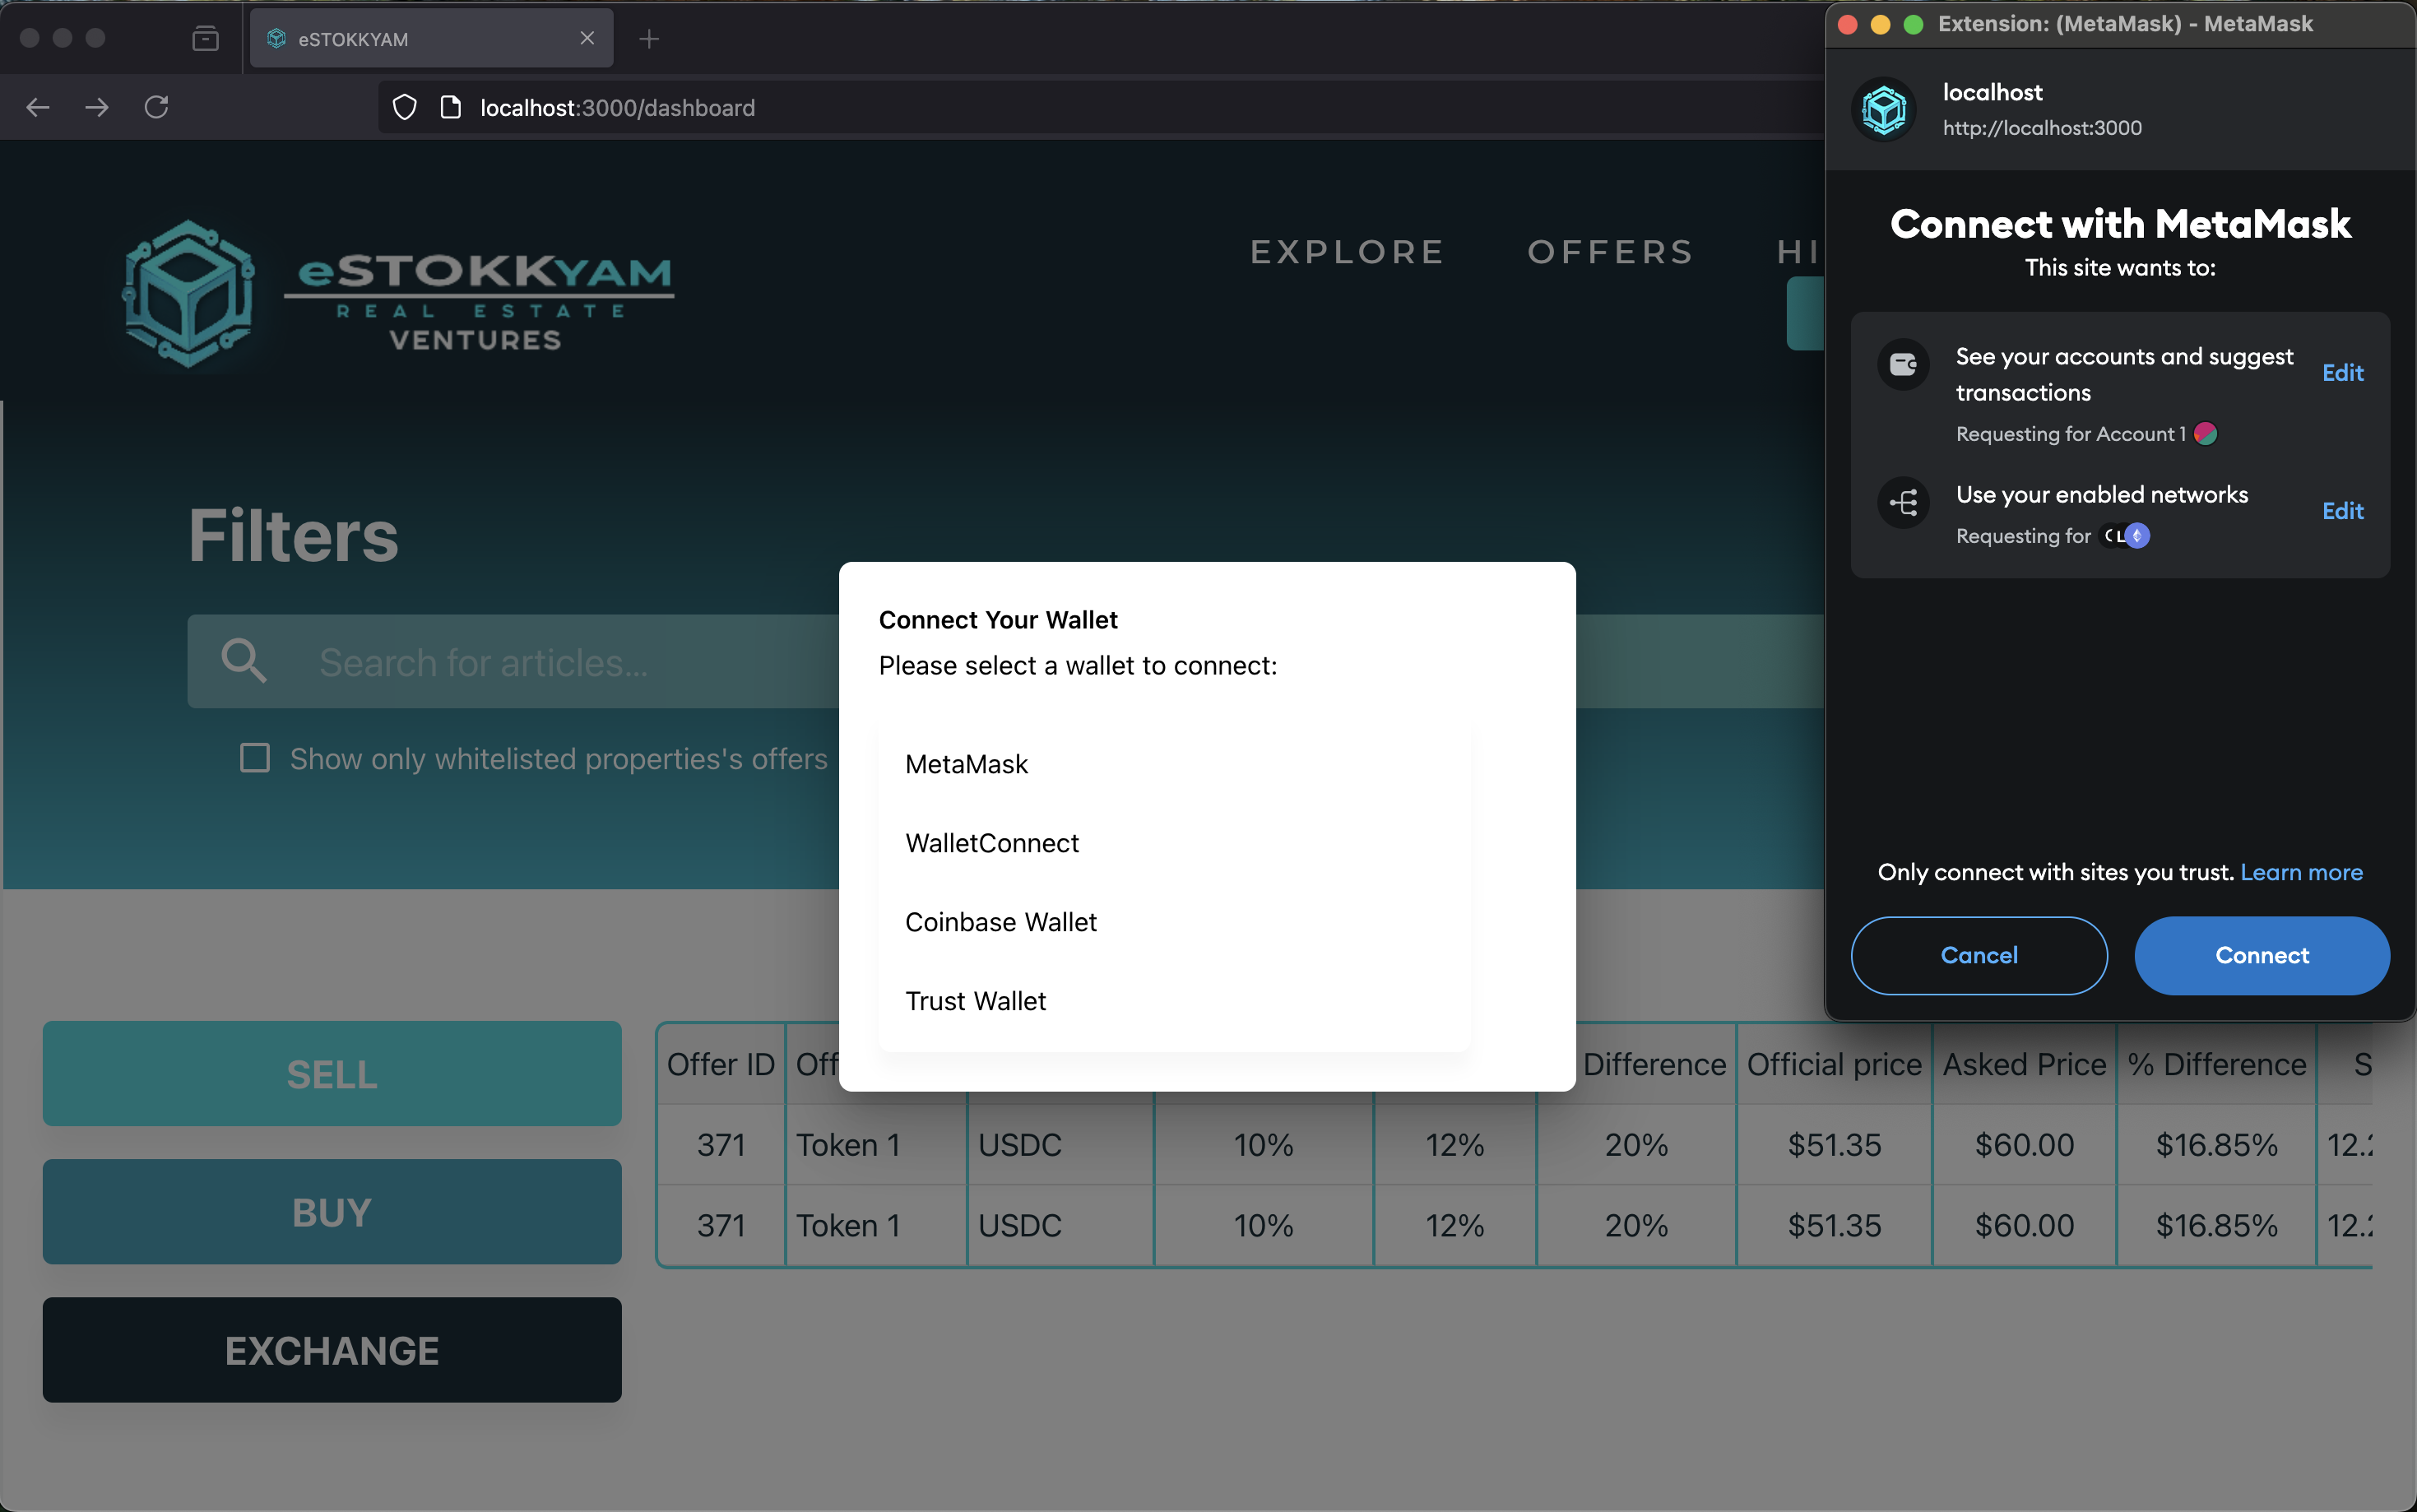 eSTOKKYAM
localhost:3000/dashboard
eSTOKKYAM
REAL ESTATE
VENTURES
EXPLORE
OFFERS
HI
Filters
Search for articles...
Show only whitelisted properties's offers
Connect Your Wallet
Please select a wallet to connect:
MetaMask
WalletConnect
Coinbase Wallet
Trust Wallet
SELL
BUY
EXCHANGE
Offer ID Off Difference Official price Asked Price % Difference S
371 Token 1 USDC 10% 12% 20% $51.35 $60.00 $16.85% 12.2
371 Token 1 USDC 10% 12% 20% $51.35 $60.00 $16.85% 12.2
Extension: (MetaMask) - MetaMask
localhost
http://localhost:3000
Connect with MetaMask
This site wants to:
See your accounts and suggest
transactions
Edit
Requesting for Account 1
Use your enabled networks
Edit
Requesting for
Only connect with sites you trust. Learn more
Cancel
Connect